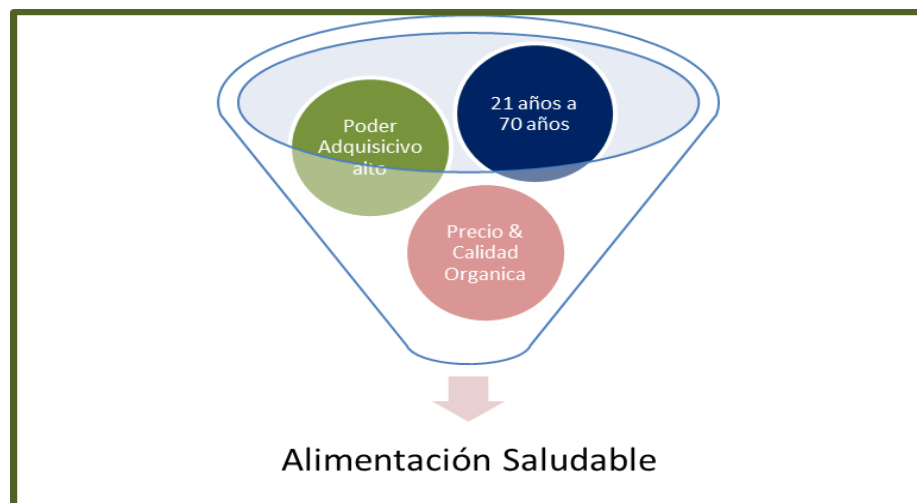 21 años a
70 años
Poder
Adquisicivo
alto
Precio &
Calidad
Organica
Alimentación Saludable